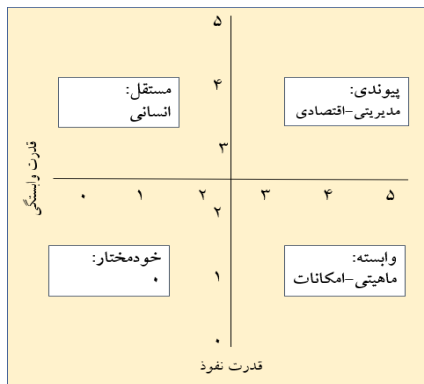 ۵
۴
۳
۲
۱
۰
مستقل:
انسانی
پیوندی:
مدیریتی-اقتصادی
قدرت وابستگی
۰ ۱ ۲ ۳ ۴ ۵
خودمختار:
۰
وابسته:
ماهیتی-امکانات
قدرت نفوذ